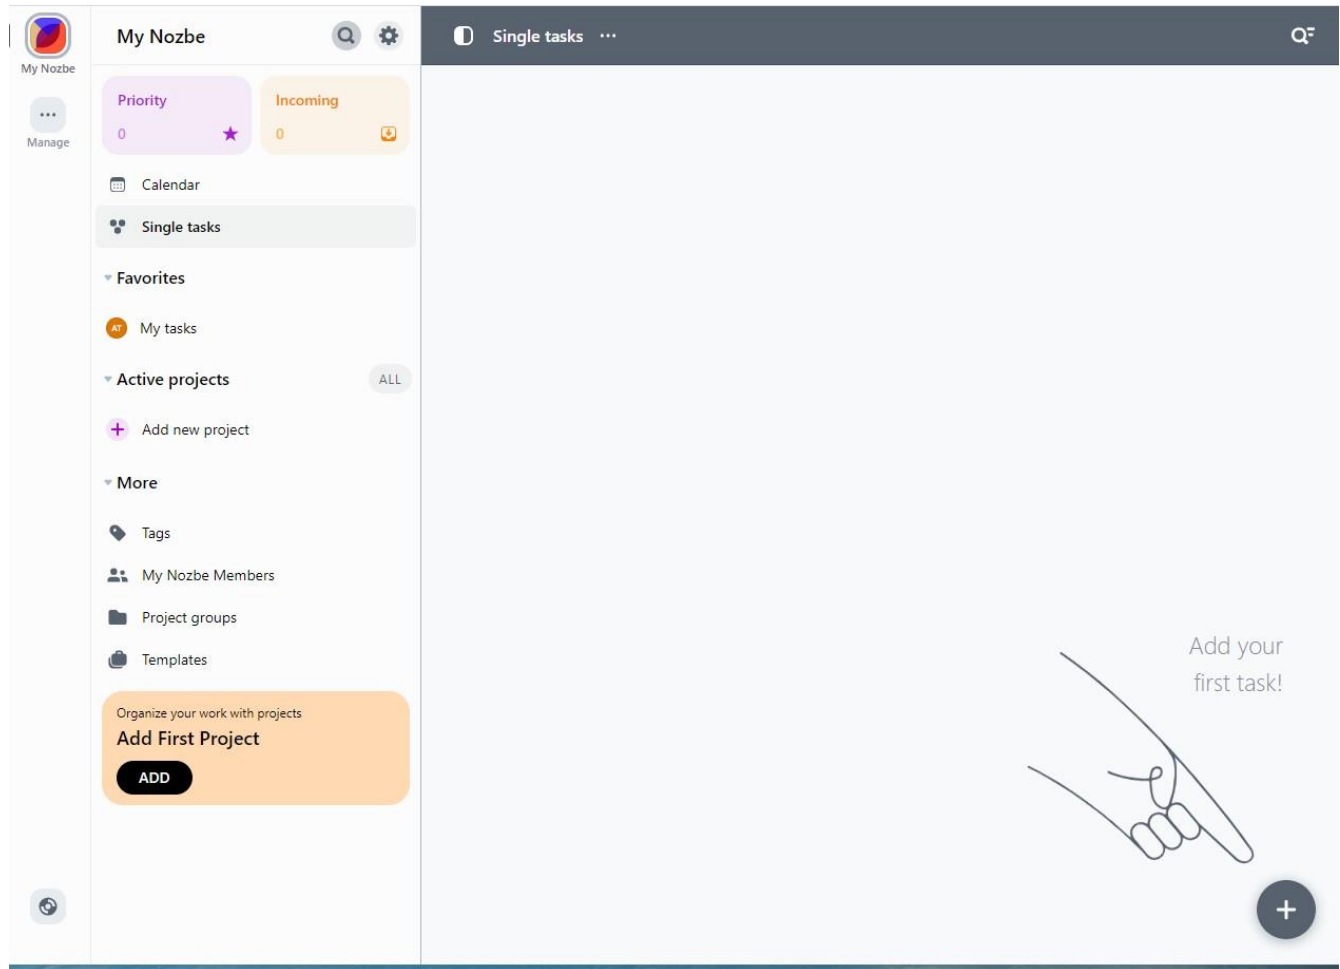 My Nozbe
Manage
My Nozbe
Priority
0
Incoming
0
Calendar
Single tasks
Favorites
AT My tasks
Active projects ALL
Add new project
More
Tags
My Nozbe Members
Project groups
Templates
Organize your work with projects
Add First Project
ADD
Single tasks
Add your
first task!